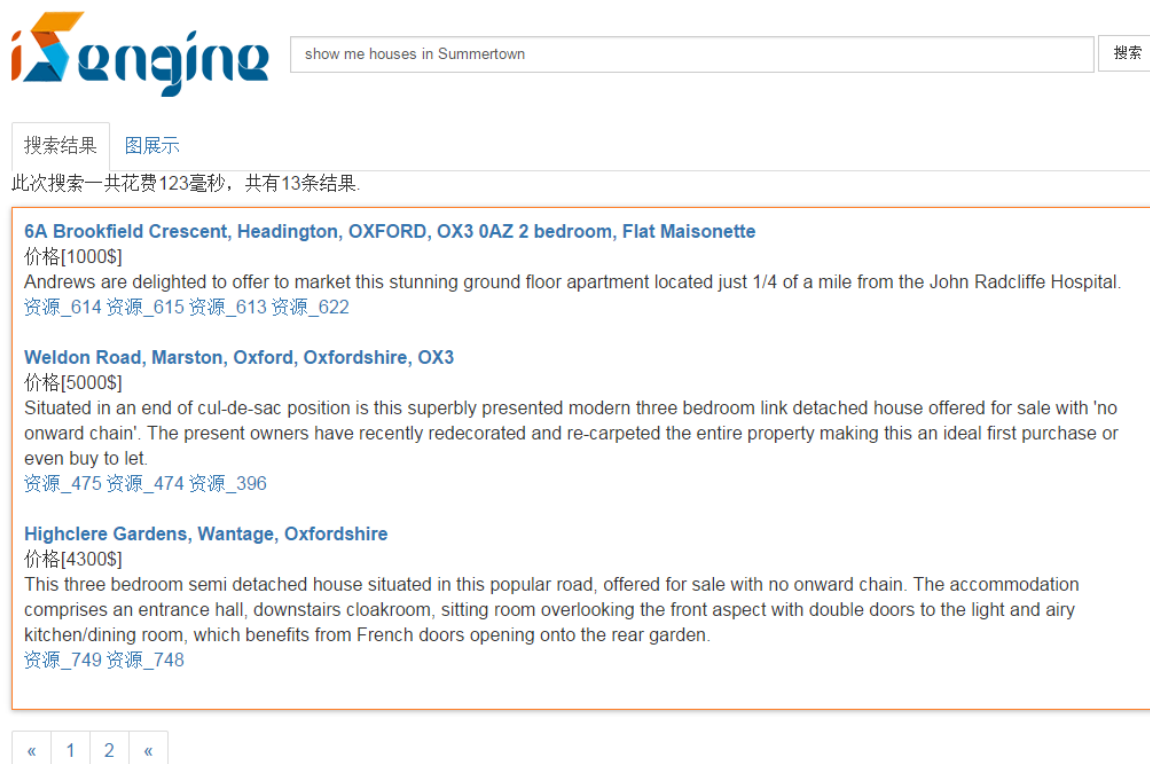 iSengine
show me houses in Summertown
搜索
搜索结果 图展示
此次搜索一共花费123毫秒，共有13条结果.
6A Brookfield Crescent, Headington, OXFORD, OX3 0AZ 2 bedroom, Flat Maisonette
价格[1000$]
Andrews are delighted to offer to market this stunning ground floor apartment located just 1/4 of a mile from the John Radcliffe Hospital.
资源_614 资源_615 资源_613 资源_622
Weldon Road, Marston, Oxford, Oxfordshire, OX3
价格[5000$]
Situated in an end of cul-de-sac position is this superbly presented modern three bedroom link detached house offered for sale with 'no
onward chain'. The present owners have recently redecorated and re-carpeted the entire property making this an ideal first purchase or
even buy to let.
资源_475 资源_474 资源_396
Highclere Gardens, Wantage, Oxfordshire
价格[4300$]
This three bedroom semi detached house situated in this popular road, offered for sale with no onward chain. The accommodation
comprises an entrance hall, downstairs cloakroom, sitting room overlooking the front aspect with double doors to the light and airy
kitchen/dining room, which benefits from French doors opening onto the rear garden.
资源_749 资源_748
« 1 2 «